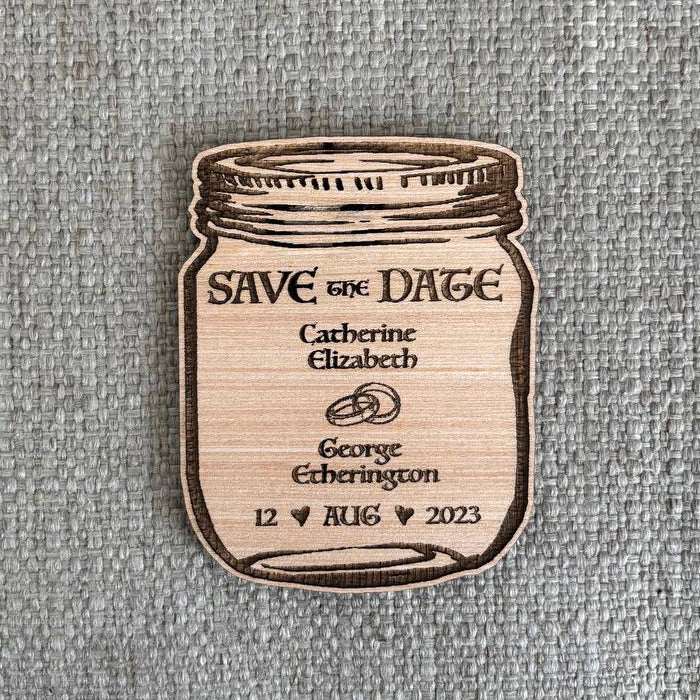 SAVE THE DATE
Catherine
Elizabeth
George
Etherington
12 ♥ AUG ♥ 2023